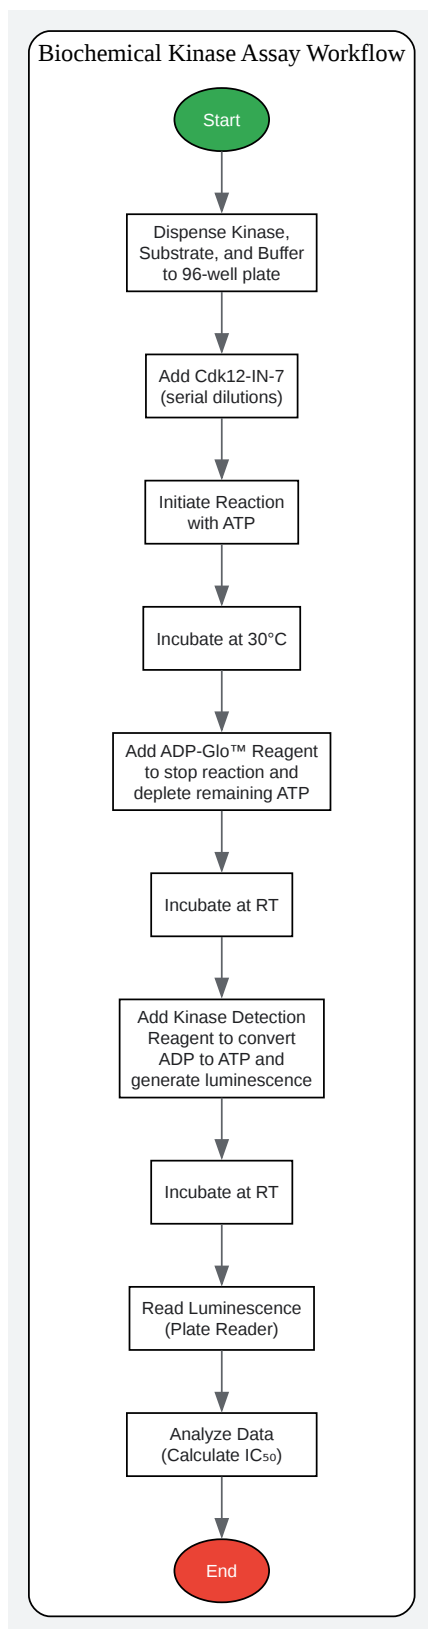 Biochemical Kinase Assay Workflow
Start
Dispense Kinase,
Substrate, and Buffer
to 96-well plate
Add Cdk12-IN-7
(serial dilutions)
Initiate Reaction
with ATP
Incubate at 30°C
Add ADP-Glo™ Reagent
to stop reaction and
deplete remaining ATP
Incubate at RT
Add Kinase Detection
Reagent to convert
ADP to ATP and
generate luminescence
Incubate at RT
Read Luminescence
(Plate Reader)
Analyze Data
(Calculate IC₅₀)
End